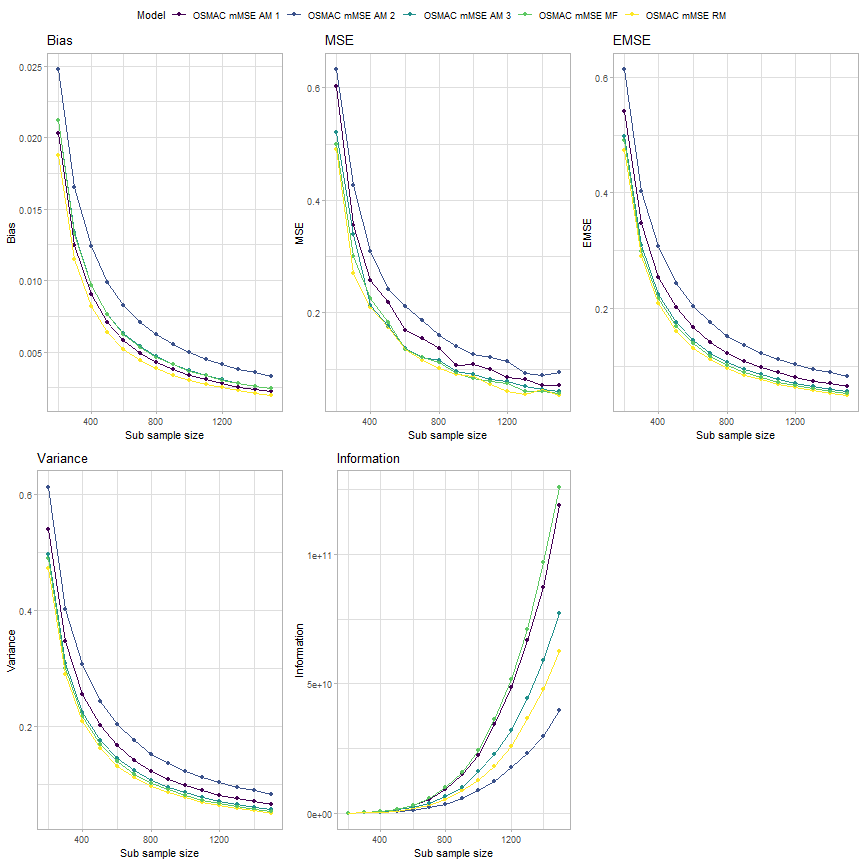 Model OSMAC mMSE AM 1 OSMAC mMSE AM 2 OSMAC mMSE AM 3 OSMAC mMSE MF OSMAC mMSE RM
Bias
0.025
0.020
0.015
0.010
0.005
Bias
400 800 1200
Sub sample size
MSE
0.6
0.4
0.2
MSE
400 800 1200
Sub sample size
EMSE
0.6
0.4
0.2
EMSE
400 800 1200
Sub sample size
Variance
0.6
0.4
0.2
Variance
400 800 1200
Sub sample size
Information
1e+11
5e+10
0e+00
Information
400 800 1200
Sub sample size